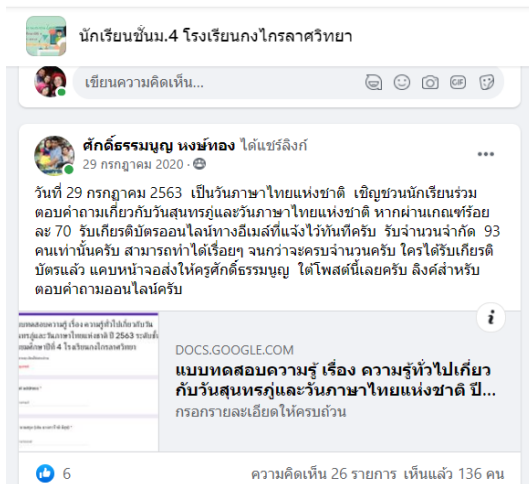 นักเรียนชั้นม.4 โรงเรียนกงไกรลาศวิทยา
เขียนความคิดเห็น...
GIF
ศักดิ์ธรรมนูญ หงษ์ทอง ได้แชร์ลิงก์
29 กรกฎาคม 2020 ·
วันที่ 29 กรกฎาคม 2563 เป็นวันภาษาไทยแห่งชาติ เชิญชวนนักเรียนร่วม
ตอบคำถามเกี่ยวกับวันสุนทรภู่และวันภาษาไทยแห่งชาติ หากผ่านเกณฑ์ร้อย
ละ 70 รับเกียรติบัตรออนไลน์ทางอีเมล์ที่แจ้งไว้ทันทีครับ รับจำนวนจำกัด 93
คนเท่านั้นครับ สามารถทำได้เรื่อยๆ จนกว่าจะครบจำนวนครับ ใครได้รับเกียรติ
บัตรแล้ว แคบหน้าจอส่งให้ครูศักดิ์ธรรมนูญ ใต้โพสต์นี้เลยครับ ลิงค์สำหรับ
ตอบคำถามออนไลน์ครับ
DOCS.GOOGLE.COM
แบบทดสอบความรู้ เรื่อง ความรู้ทั่วไปเกี่ยว
กับวันสุนทรภู่และวันภาษาไทยแห่งชาติ ปี...
กรอกรายละเอียดให้ครบถ้วน
6
ความคิดเห็น 26 รายการ เห็นแล้ว 136 คน